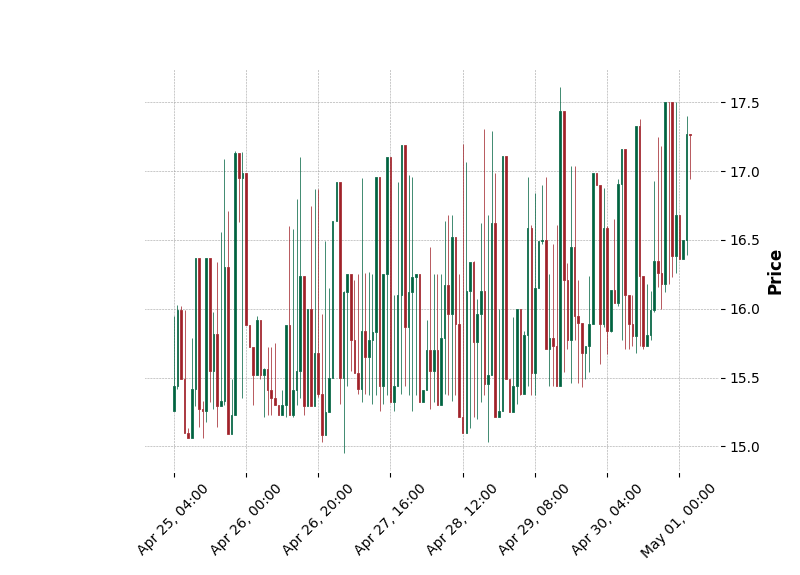 17.5
17.0
16.5
16.0
15.5
15.0
Price
Apr 25, 04:00
Apr 26, 00:00
Apr 26, 20:00
Apr 27, 16:00
Apr 28, 12:00
Apr 29, 08:00
Apr 30, 04:00
May 01, 00:00